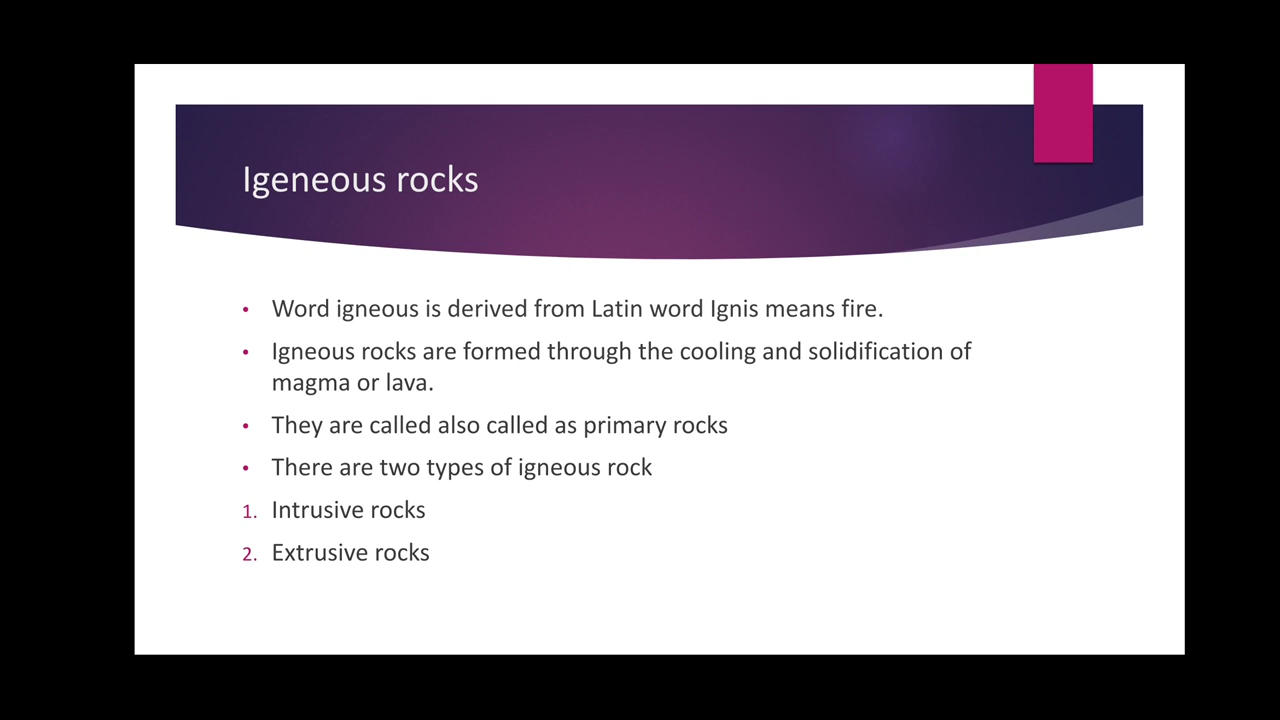 Igeneous rocks
• Word igneous is derived from Latin word Ignis means fire.
• Igneous rocks are formed through the cooling and solidification of
magma or lava.
• They are called also called as primary rocks
• There are two types of igneous rock
1. Intrusive rocks
2. Extrusive rocks